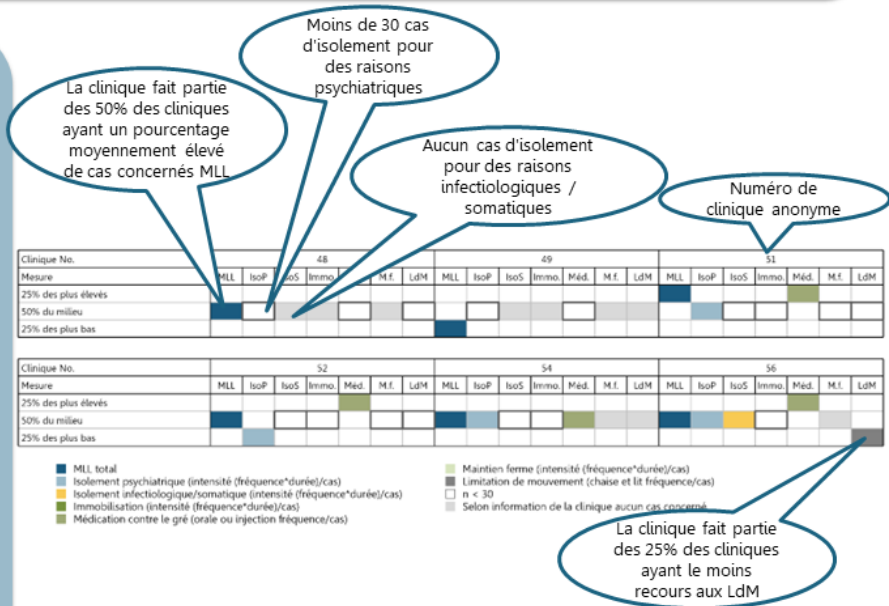 Moins de 30 cas
d'isolement pour
des raisons
psychiatriques
La clinique fait partie
des 50% des cliniques
ayant un pourcentage
moyennement élevé
de cas concernés MLL
Aucun cas d'isolement
pour des raisons
infectiologiques /
somatiques
Numéro de
clinique anonyme
Clinique No. 48 49 51
Mesure MLL IsoP IsoS Immo. M.f. LdM MLL IsoP IsoS Immo. Méd. M.f. LdM MLL IsoP IsoS Immo. Méd. M.f. LdM
25% des plus élevés
50% du milieu
25% des plus bas
Clinique No. 52 54 56
Mesure MLL IsoP IsoS Immo. Méd. M.f. LdM MLL IsoP IsoS Immo. Méd. M.f. LdM MLL IsoP IsoS Immo. Méd. M.f. LdM
25% des plus élevés
50% du milieu
25% des plus bas
MLL total
Isolement psychiatrique (intensité (fréquence*durée)/cas)
Isolement infectiologique/somatique (intensité (fréquence*durée)/cas)
Immobilisation (intensité (fréquence*durée)/cas)
Médication contre le gré (orale ou injection fréquence/cas)
Maintien ferme (intensité (fréquence*durée)/cas)
Limitation de mouvement (chaise et lit fréquence/cas)
n < 30
Selon information de la clinique aucun cas concerné
La clinique fait partie
des 25% des cliniques
ayant le moins
recours aux LdM